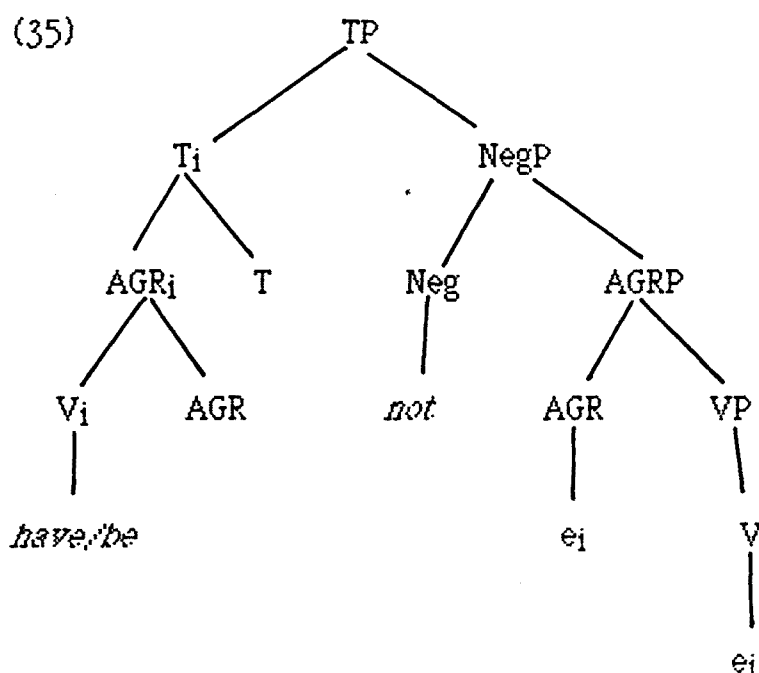 (35) TP
Ti NegP
AGRi T Neg AGRP
Vi AGR not AGR VP
have/be ei V
ei